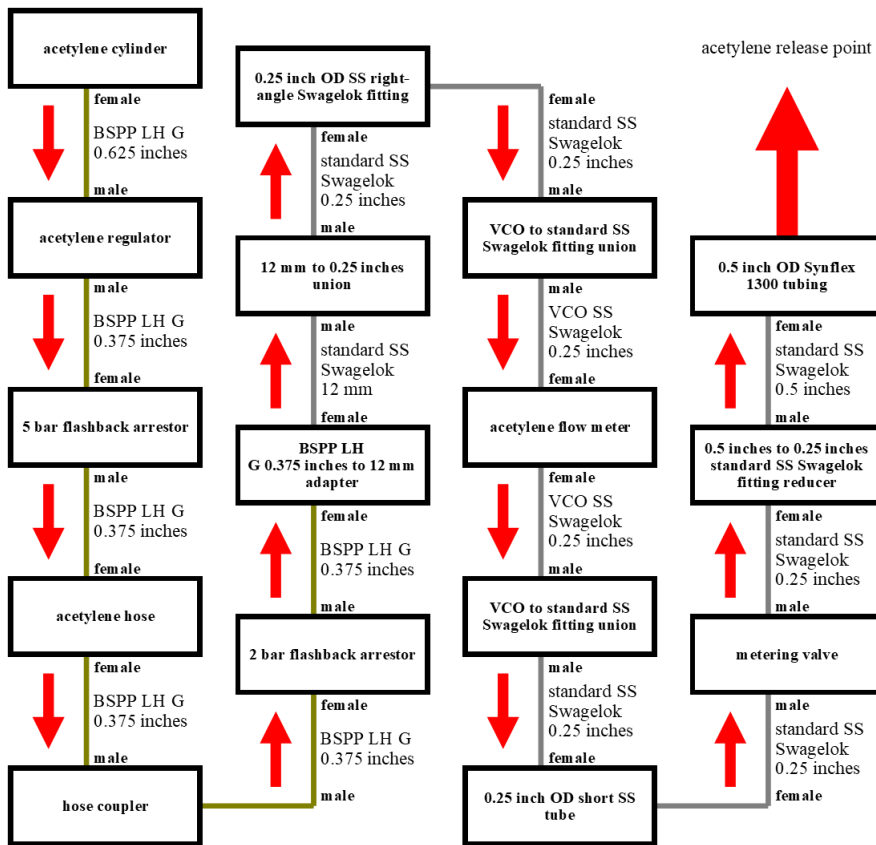 acetylene cylinder
female
BSPP LH G
0.625 inches
male
acetylene regulator
male
BSPP LH G
0.375 inches
female
5 bar flashback arrestor
male
BSPP LH G
0.375 inches
female
acetylene hose
female
BSPP LH G
0.375 inches
male
hose coupler
male
BSPP LH G
0.375 inches
female
2 bar flashback arrestor
male
BSPP LH G
0.375 inches
female
BSPP LH
G 0.375 inches to 12 mm
adapter
female
standard SS
Swagelok
12 mm
male
12 mm to 0.25 inches
union
male
standard SS
Swagelok
0.25 inches
female
0.25 inch OD SS right-
angle Swagelok fitting
female
standard SS
Swagelok
0.25 inches
male
VCO to standard SS
Swagelok fitting union
male
VCO SS
Swagelok
0.25 inches
female
acetylene flow meter
female
VCO SS
Swagelok
0.25 inches
male
VCO to standard SS
Swagelok fitting union
male
standard SS
Swagelok
0.25 inches
female
0.25 inch OD short SS
tube
female
standard SS
Swagelok
0.25 inches
male
metering valve
male
standard SS
Swagelok
0.25 inches
female
0.5 inches to 0.25 inches
standard SS Swagelok
fitting reducer
male
standard SS
Swagelok
0.5 inches
female
0.5 inch OD Synflex
1300 tubing
acetylene release point